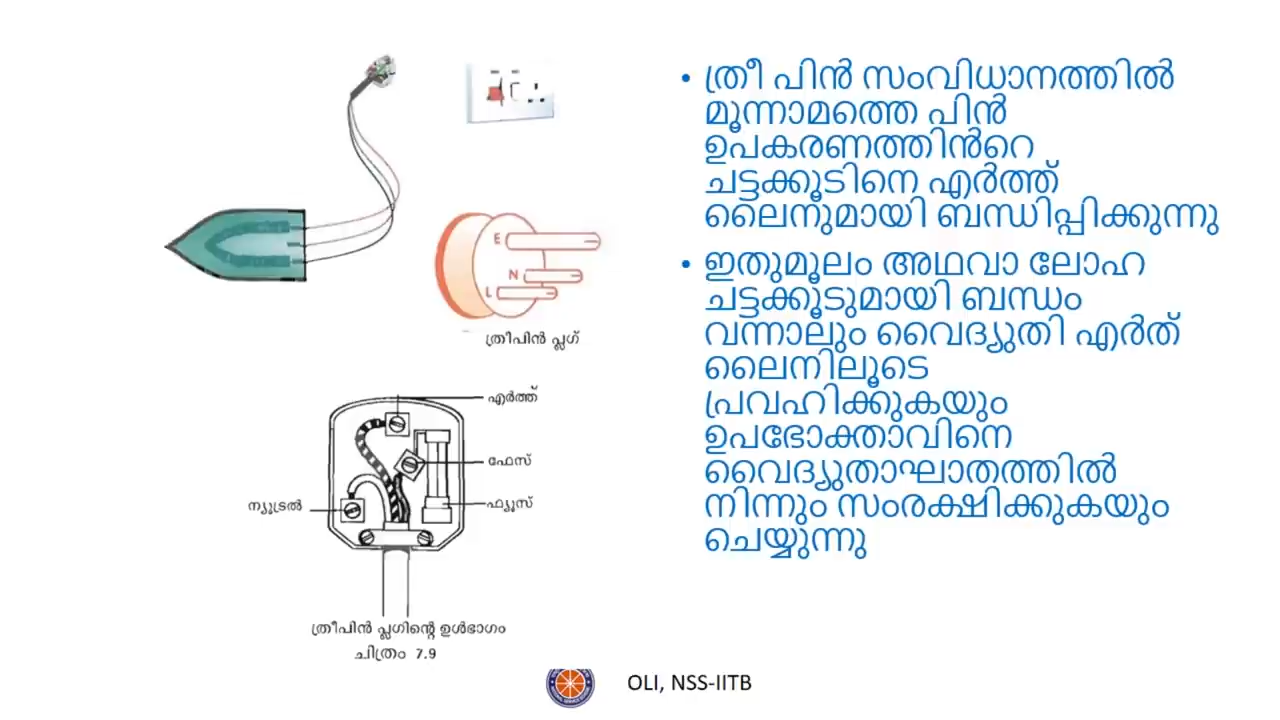 E
N
L
ത്രീപിൻ പ്ലഗ്
എർത്ത്
ഫേസ്
ന്യൂട്രൽ
ഫ്യൂസ്
ത്രീപിൻ പ്ലഗിന്റെ ഉൾഭാഗം
ചിത്രം 7.9
• ത്രീ പിൻ സംവിധാനത്തിൽ
മൂന്നാമത്തെ പിൻ
ഉപകരണത്തിൻറെ
ചട്ടക്കൂടിനെ എർത്ത്
ലൈനുമായി ബന്ധിപ്പിക്കുന്നു
• ഇതുമൂലം അഥവാ ലോഹ
ചട്ടക്കൂടുമായി ബന്ധം
വന്നാലും വൈദ്യുതി എർത്
ലൈനിലൂടെ
പ്രവഹിക്കുകയും
ഉപഭോക്താവിനെ
വൈദ്യുതാഘാതത്തിൽ
നിന്നും സംരക്ഷിക്കുകയും
ചെയ്യുന്നു
OLI, NSS-IITB